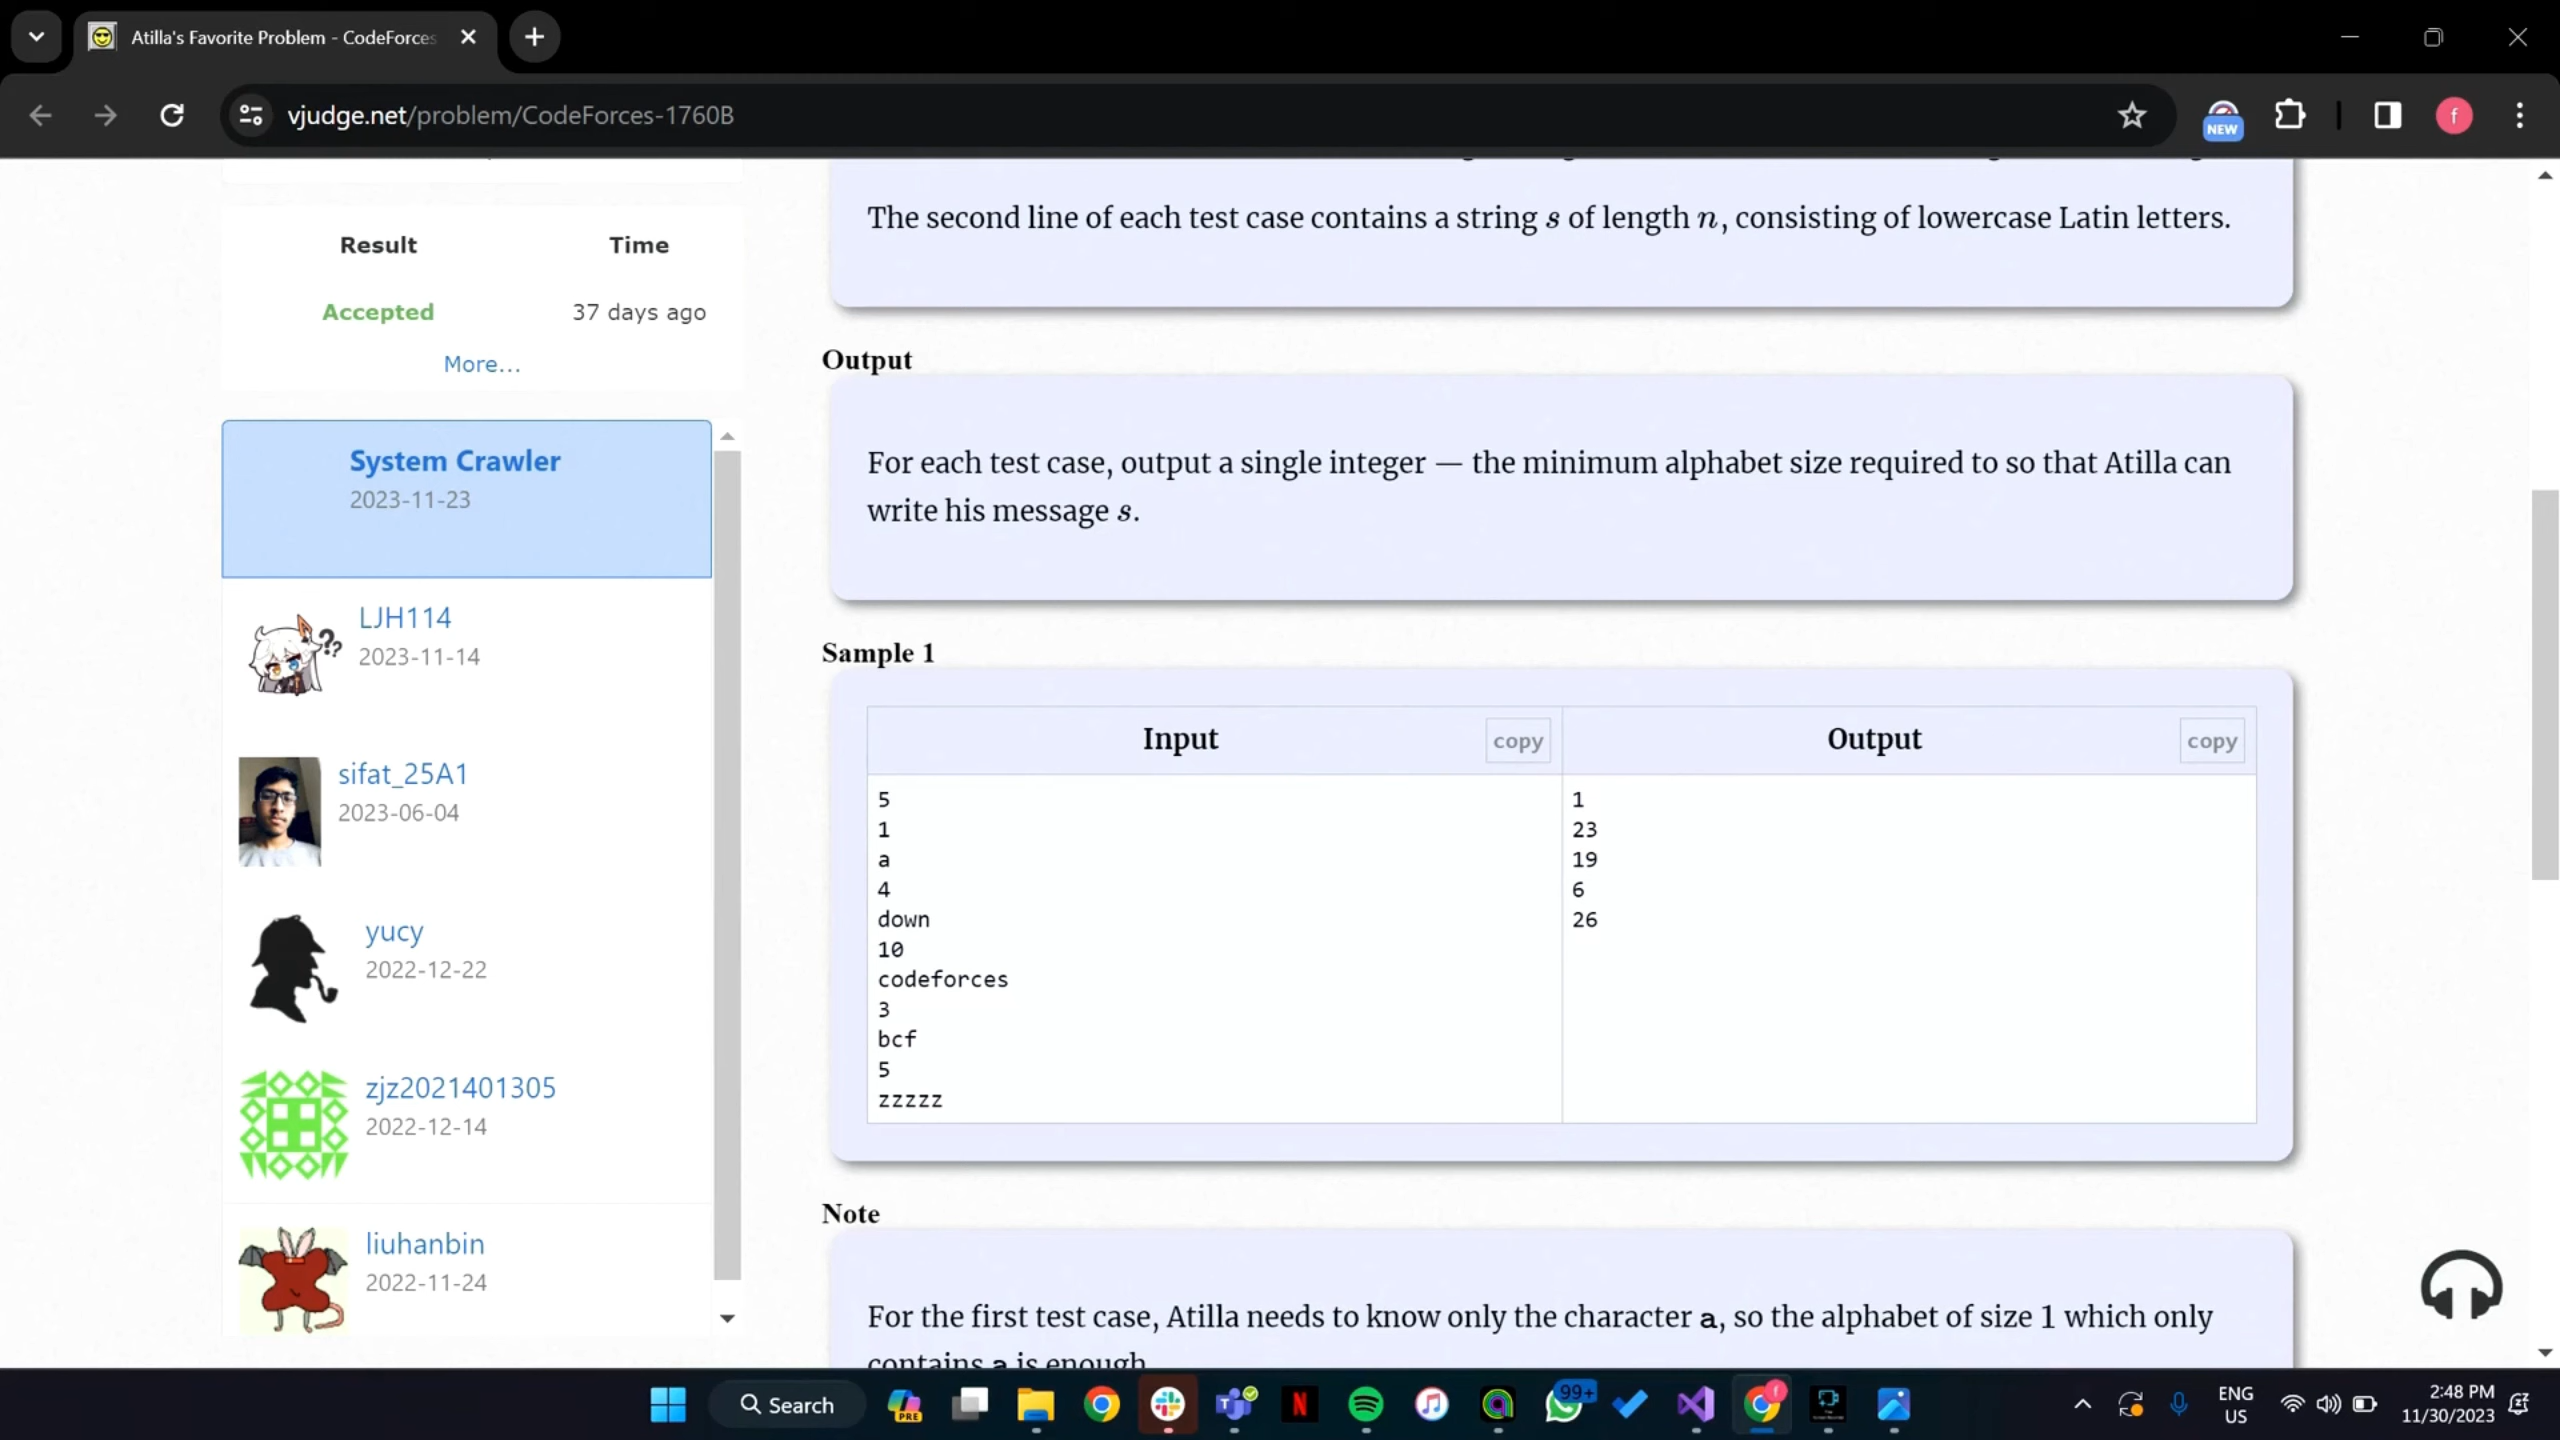 Atilla's Favorite Problem - CodeForces
vjudge.net/problem/CodeForces-1760B
NEW
f
The second line of each test case contains a string s of length n, consisting of lowercase Latin letters.
Result Time
Accepted 37 days ago
More...
Output
For each test case, output a single integer — the minimum alphabet size required to so that Atilla can
write his message s.
System Crawler
2023-11-23
LJH114
2023-11-14
sifat_25A1
2023-06-04
yucy
2022-12-22
zjz2021401305
2022-12-14
liuhanbin
2022-11-24
Sample 1
Input copy Output copy
5
1
a
4
down
10
codeforces
3
bcf
5
zzzzz
1
23
19
6
26
Note
For the first test case, Atilla needs to know only the character a, so the alphabet of size 1 which only
contains a is enough
Search
PRE
99+
ENG
US
2:48 PM
11/30/2023